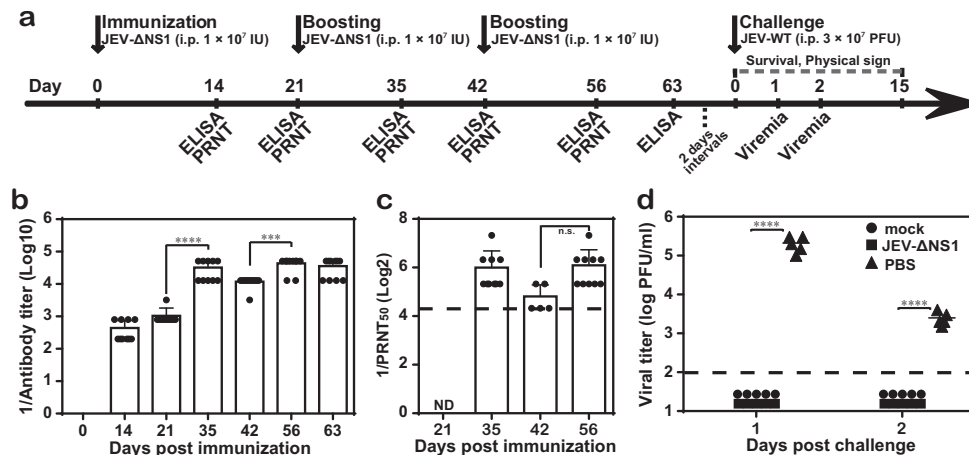 a
Immunization Boosting Boosting Challenge
JEV-ΔNS1 (i.p. 1 × 10⁷ IU) JEV-ΔNS1 (i.p. 1 × 10⁷ IU) JEV-ΔNS1 (i.p. 1 × 10⁷ IU) JEV-WT (i.p. 3 × 10⁷ PFU)
Survival, Physical sign
Day 0 14 21 35 42 56 63 0 1 2 15
ELISA PRNT
ELISA PRNT
ELISA PRNT
ELISA PRNT
ELISA PRNT
ELISA
2 days intervals
Viremia
Viremia
b
1/Antibody titer (Log10)
6
5
4
3
2
1
0
**** ***
0 14 21 35 42 56 63
Days post immunization
c
1/PRNT₅₀ (Log2)
8
6
4
2
0
n.s.
ND
21 35 42 56
Days post immunization
d
Viral titer (log PFU/ml)
6
5
4
3
2
1
mock
JEV-ΔNS1
PBS
****
****
1 2
Days post challenge